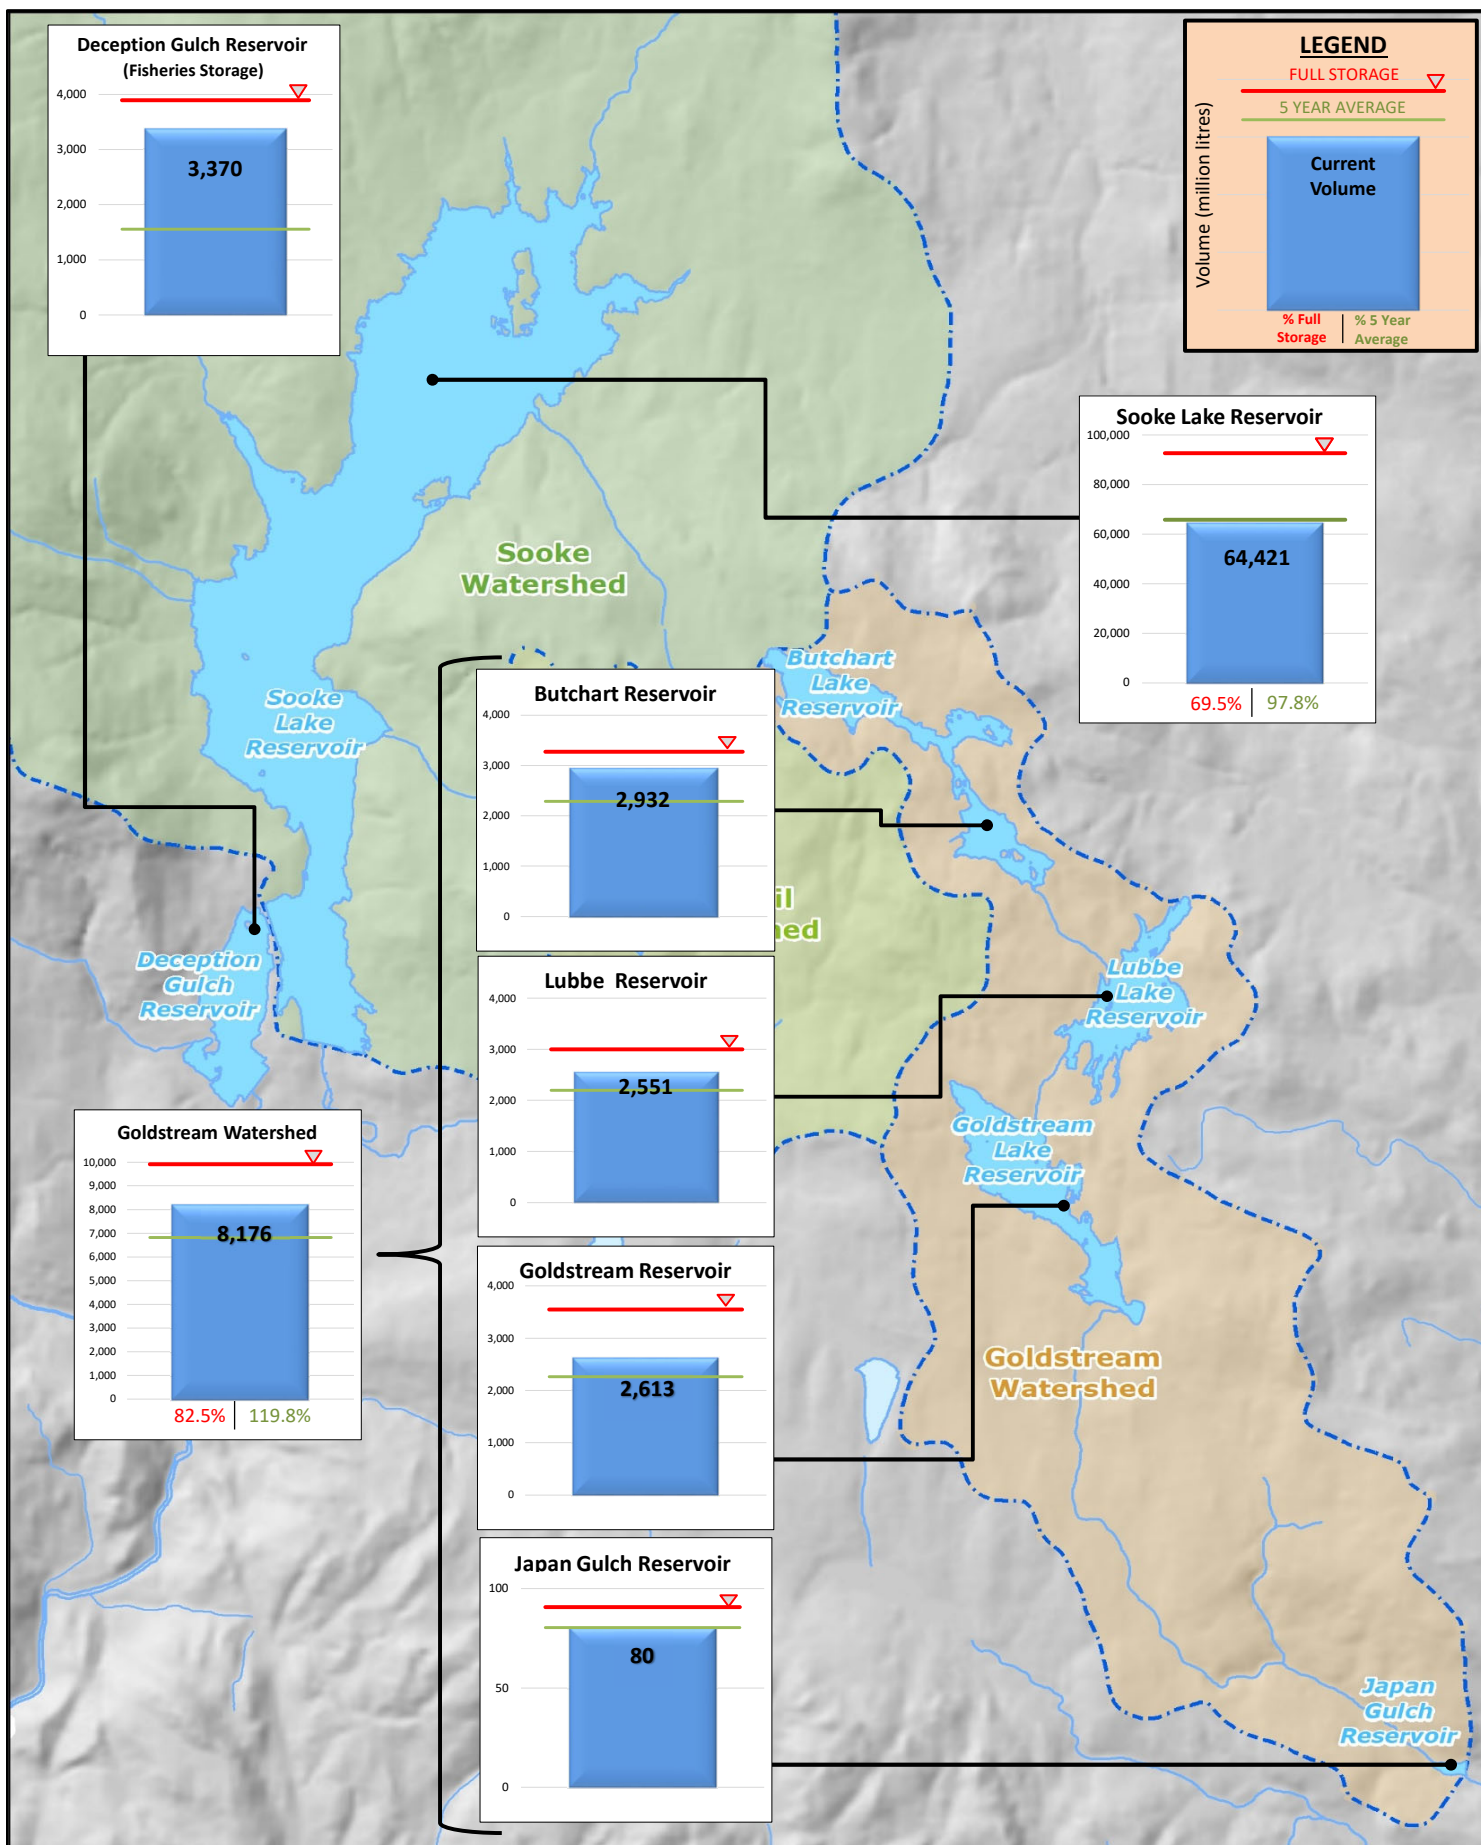 Deception Gulch Reservoir
(Fisheries Storage)
4,000
3,000
2,000
1,000
0
3,370
LEGEND
FULL STORAGE
5 YEAR AVERAGE
Volume (million litres)
Current
Volume
% Full
Storage
% 5 Year
Average
Sooke Lake Reservoir
100,000
80,000
60,000
40,000
20,000
0
64,421
69.5%
97.8%
Sooke
Watershed
Sooke
Lake
Reservoir
Butchart
Lake
Reservoir
Butchart Reservoir
4,000
3,000
2,000
1,000
0
2,932
il
hed
Deception
Gulch
Reservoir
Lubbe
Lake
Reservoir
Lubbe Reservoir
4,000
3,000
2,000
1,000
0
2,551
Goldstream Watershed
10,000
9,000
8,000
7,000
6,000
5,000
4,000
3,000
2,000
1,000
0
8,176
82.5%
119.8%
Goldstream
Lake
Reservoir
Goldstream Reservoir
4,000
3,000
2,000
1,000
0
2,613
Goldstream
Watershed
Japan Gulch Reservoir
100
50
0
80
Japan
Gulch
Reservoir